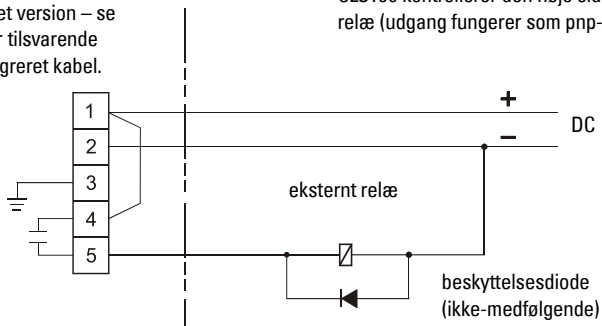 et version – se
r tilsvarende
greret kabel.
relæ (udgang fungerer som pnp-
1
2
3
4
5
+
–
DC
eksternt relæ
beskyttelsesdiode
(ikke-medfølgende)